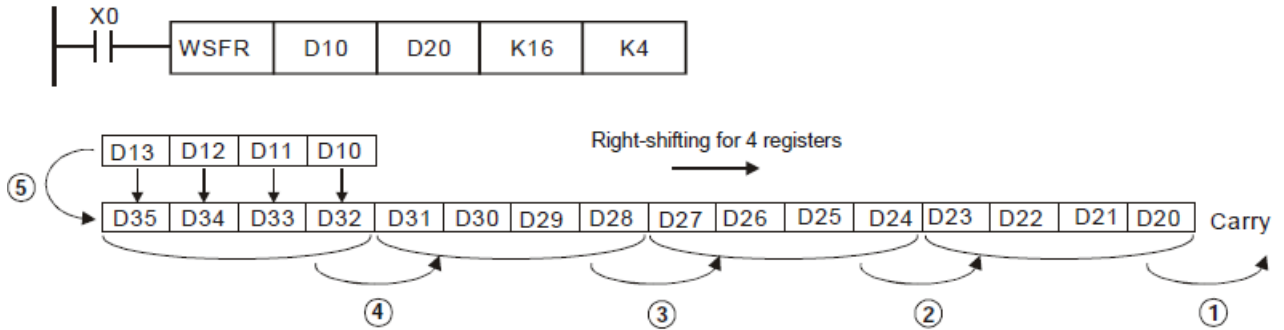 X0
WSFR D10 D20 K16 K4
Right-shifting for 4 registers
D13 D12 D11 D10
5
D35 D34 D33 D32 D31 D30 D29 D28 D27 D26 D25 D24 D23 D22 D21 D20 Carry
4 3 2 1